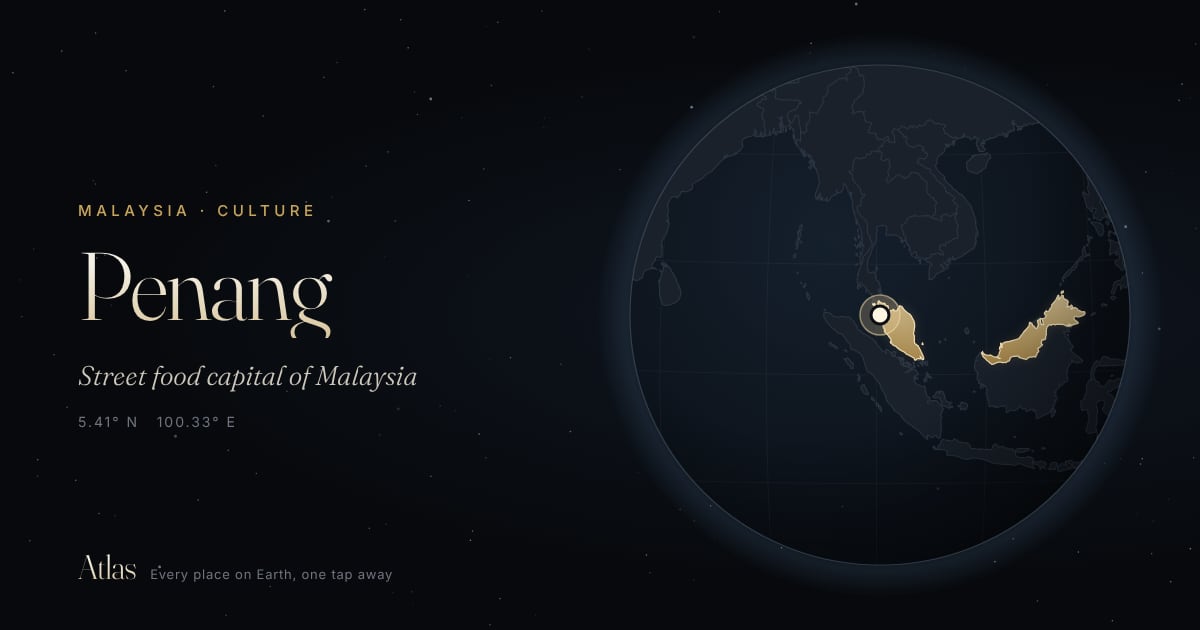 MALAYSIA · CULTURE
Penang
Street food capital of Malaysia
5.41° N 100.33° E
Atlas Every place on Earth, one tap away